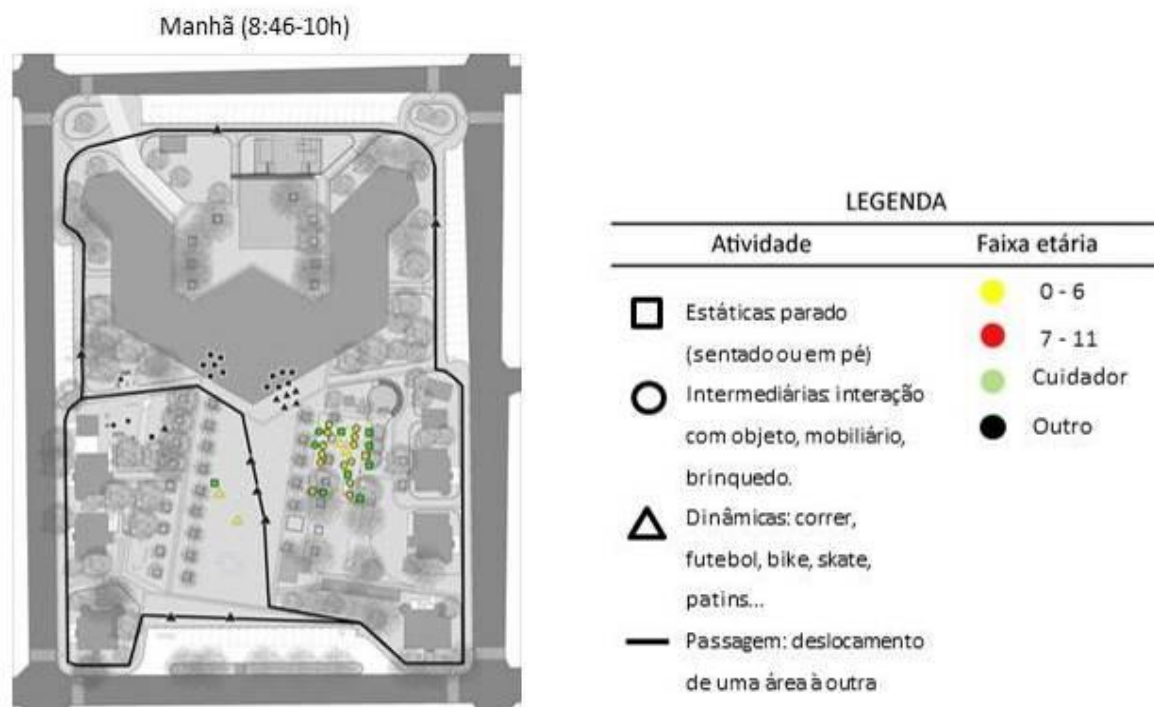 Manhã (8:46-10h)
LEGENDA
Atividade Faixa etária
Estáticas: parado
(sentado ou em pé)
Intermediárias: interação
com objeto, mobiliário,
brinquedo.
Dinâmicas: correr,
futebol, bike, skate,
patins...
Passagem: deslocamento
de uma área à outra
0 - 6
7 - 11
Cuidador
Outro